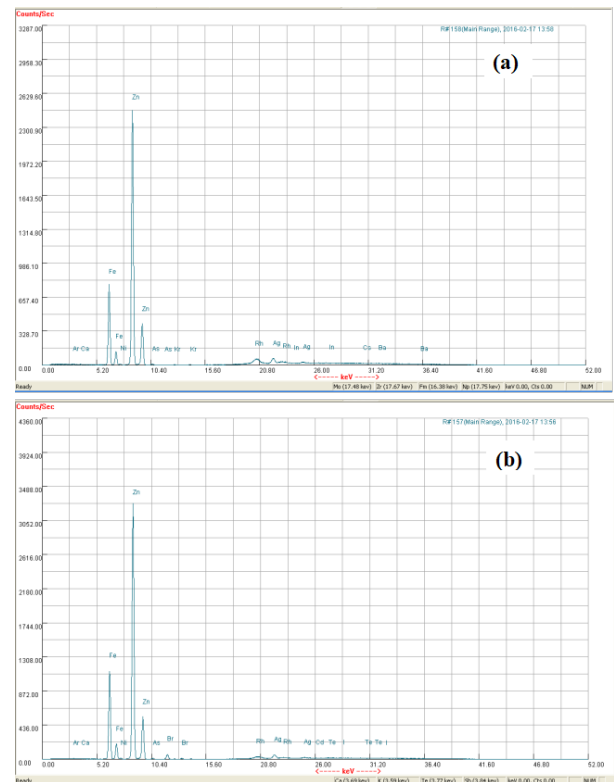 Counts/Sec
3287.00
R#158(Main Range), 2016-02-17 13:58
(a)
2958.30
2629.60
Zn
2300.90
1972.20
1643.50
1314.80
986.10
Fe
657.40
Zn
328.70
Fe
Ar Ca Ni As As Kr Kr Rh Ag Rh In Ag In Cs Ba Ba
0.00
0.00 5.20 10.40 15.60 20.80 26.00 31.20 36.40 41.60 46.80 52.00
<----- keV ----->
Ready Mo (17.48 kev) Zr (17.67 kev) Fm (16.38 kev) Np (17.75 kev) keV 0.00, Cts 0.00 NUM
Counts/Sec
4360.00
R#157(Main Range), 2016-02-17 13:56
(b)
3924.00
Zn
3488.00
3052.00
2616.00
2180.00
1744.00
1308.00
Fe
872.00
Zn
436.00
Fe
Ar Ca Ni As Br Br Rh Ag Rh Ag Cd Te I Te Te I
0.00
0.00 5.20 10.40 15.60 20.80 26.00 31.20 36.40 41.60 46.80 52.00
<----- keV ----->
Ready